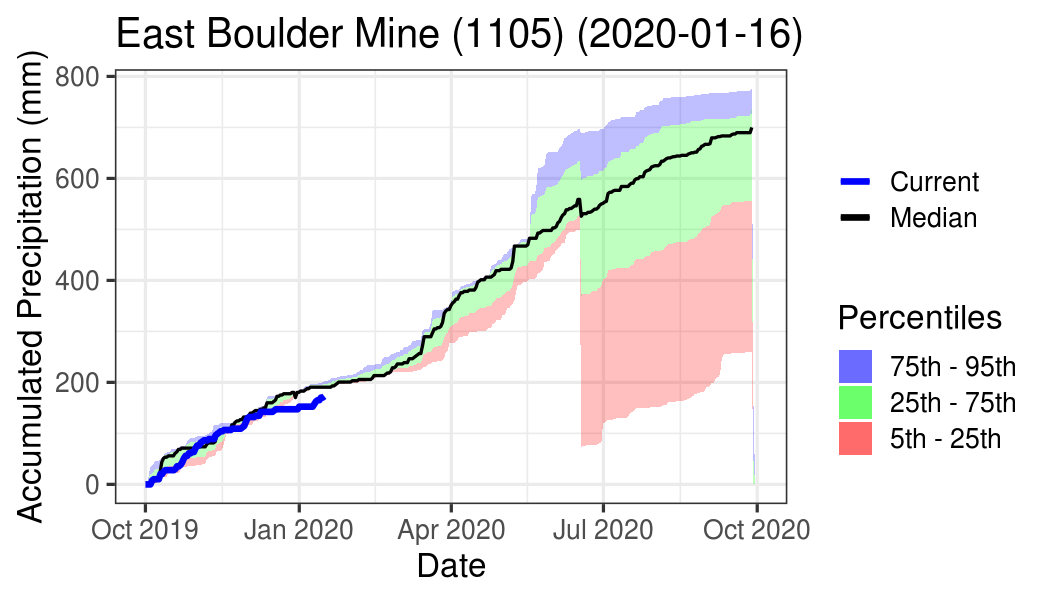 East Boulder Mine (1105) (2020-01-16)
Accumulated Precipitation (mm)
800
600
400
200
0
Oct 2019
Jan 2020
Apr 2020
Jul 2020
Oct 2020
Date
Current
Median
Percentiles
75th - 95th
25th - 75th
5th - 25th